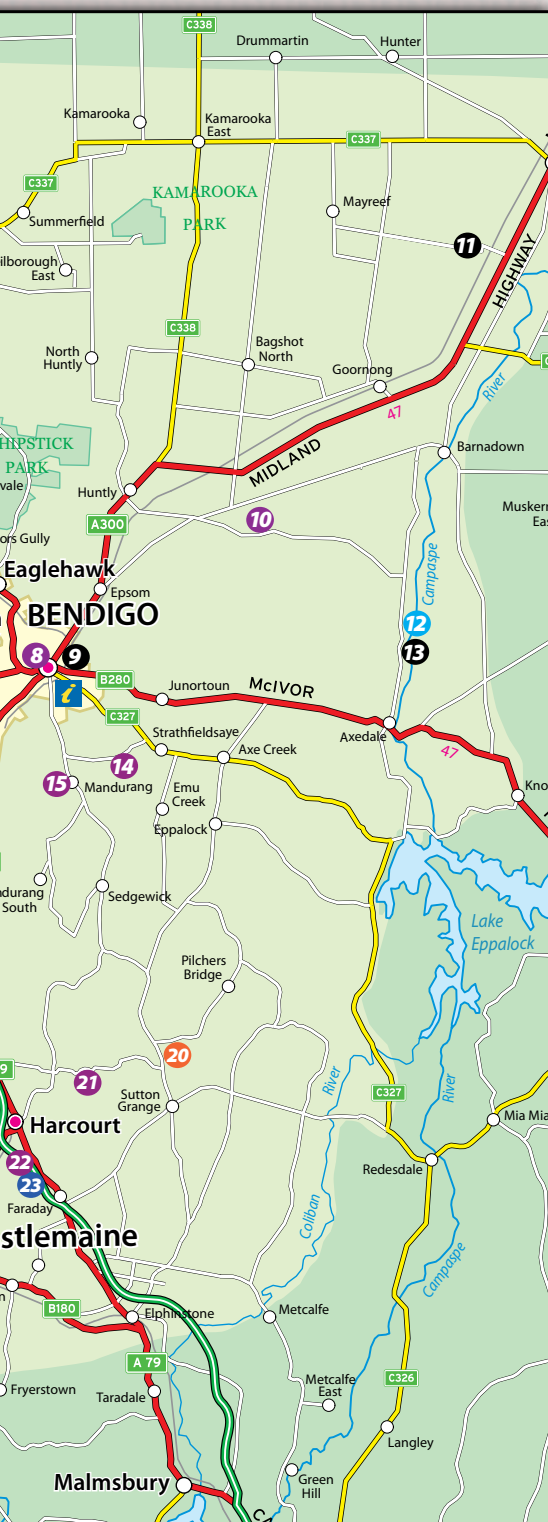 C338
Drummartin
Hunter
Kamarooka
Kamarooka
East
C337
C337
KAMAROOKA
PARK
Mayreef
Summerfield
11
HIGHWAY
ilborough
East
C338
River
Bagshot
North
North
Huntly
Goornong
47
HIPSTICK
PARK
vale
MIDLAND
Barnadown
Huntly
A300
10
Musker
Eas
ors Gully
Eaglehawk
Epsom
Campaspe
BENDIGO
12
13
8
9
i
B280
Junortoun
McIVOR
C327
Strathfieldsaye
Axedale
47
Axe Creek
14
15
Mandurang
Emu
Creek
Kno
Eppalock
ndurang
South
Sedgewick
Lake
Eppalock
Pilchers
Bridge
20
9
21
River
River
C327
Sutton
Grange
Mia Mia
Harcourt
22
23
Redesdale
Faraday
Coliban
stlemaine
Campaspe
n
B180
Elphinstone
Metcalfe
A 79
Metcalfe
East
C326
Fryerstown
Taradale
Langley
Malmsbury
Green
Hill
CA